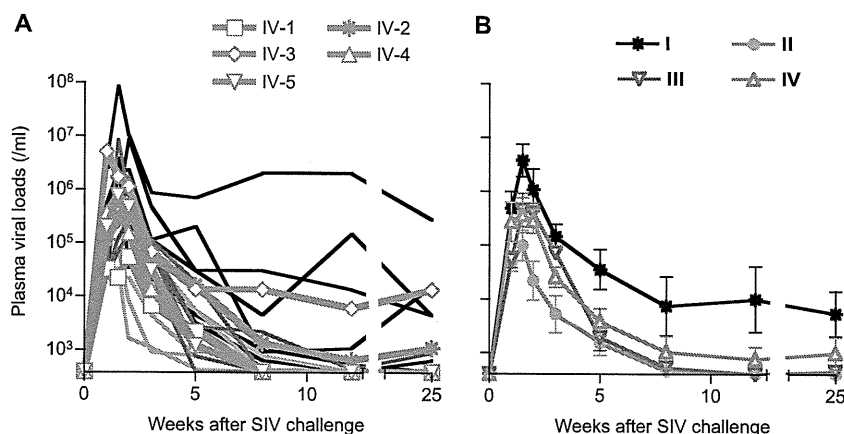 A
IV-1
IV-2
IV-3
IV-4
IV-5
Plasma viral loads (/ml)
10⁸
10⁷
10⁶
10⁵
10⁴
10³
0
5
10
25
Weeks after SIV challenge
B
I
II
III
IV
0
5
10
25
Weeks after SIV challenge